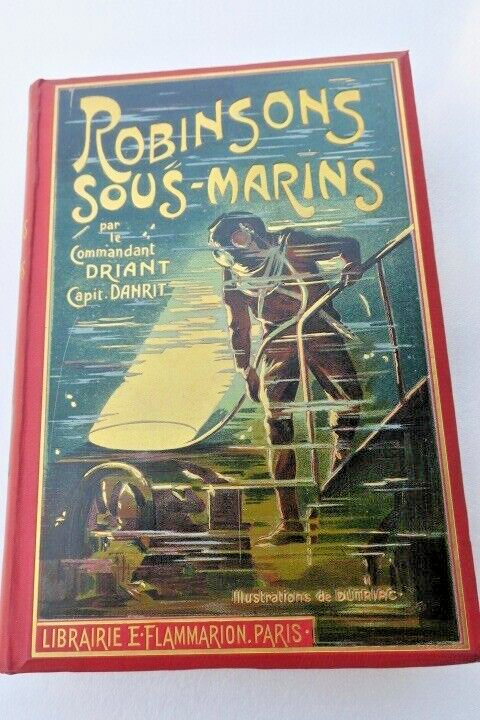 ROBINSONS
SOUS-MARINS
par
le
Commandant
DRIANT
Capit. DANRIT
Illustrations de DUTRIAC.
LIBRAIRIE E. FLAMMARION. PARIS.